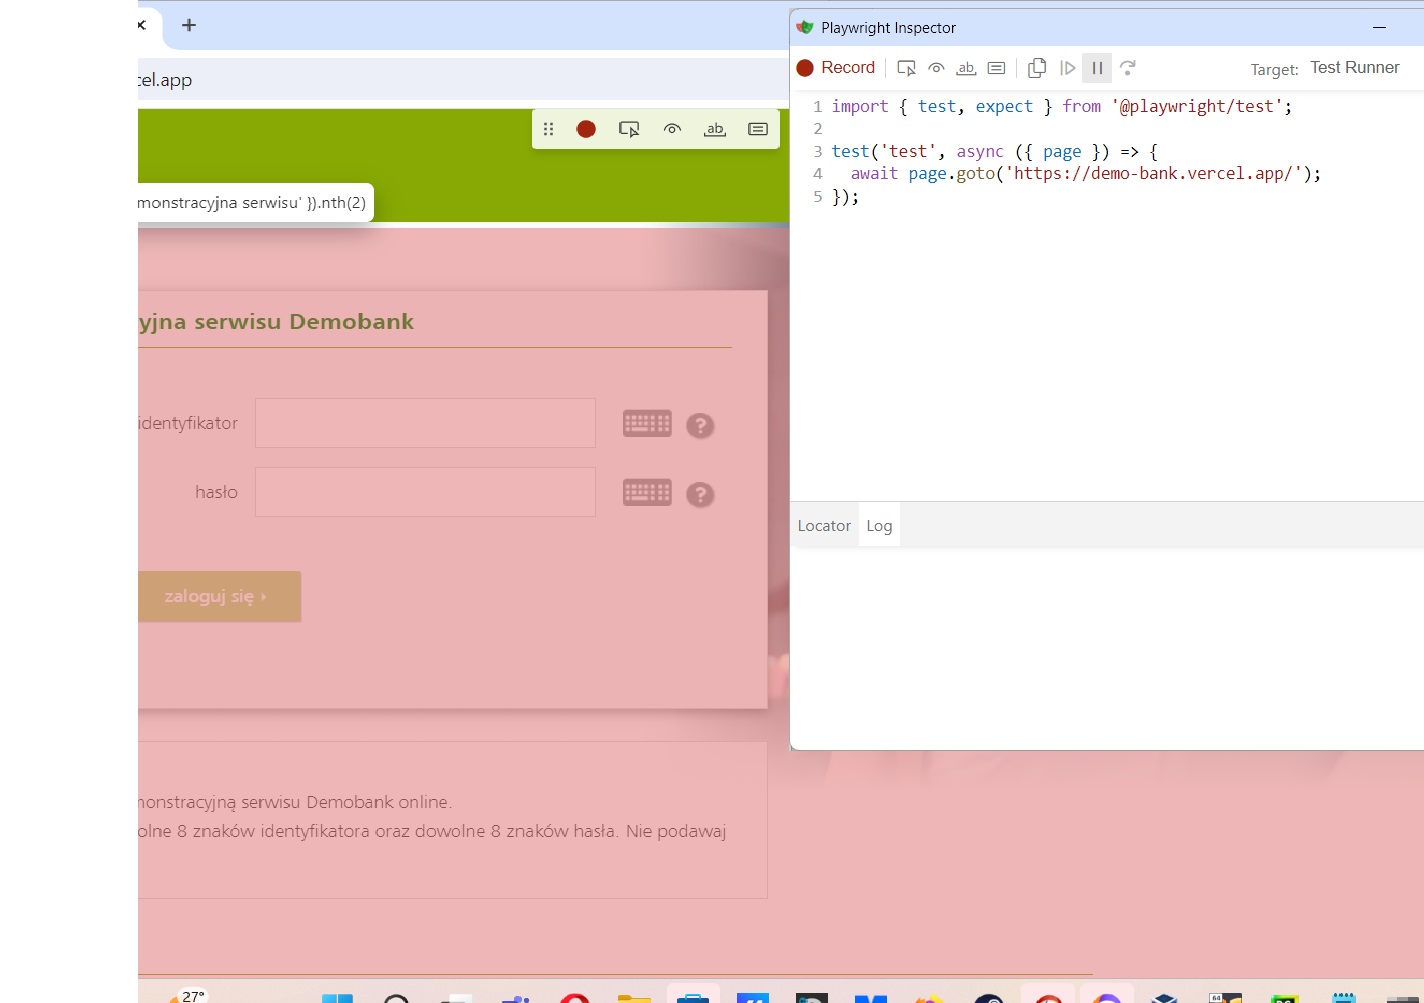 cel.app
Playwright Inspector
Record
Target: Test Runner
1 import { test, expect } from '@playwright/test';
2
3 test('test', async ({ page }) => {
4 await page.goto('https://demo-bank.vercel.app/');
5 });
ab
ab
monstracyjna serwisu' }).nth(2)
yjna serwisu Demobank
identyfikator
?
hasło
?
zaloguj się
Locator Log
monstracyjną serwisu Demobank online.
olne 8 znaków identyfikatora oraz dowolne 8 znaków hasła. Nie podawaj
27°
64